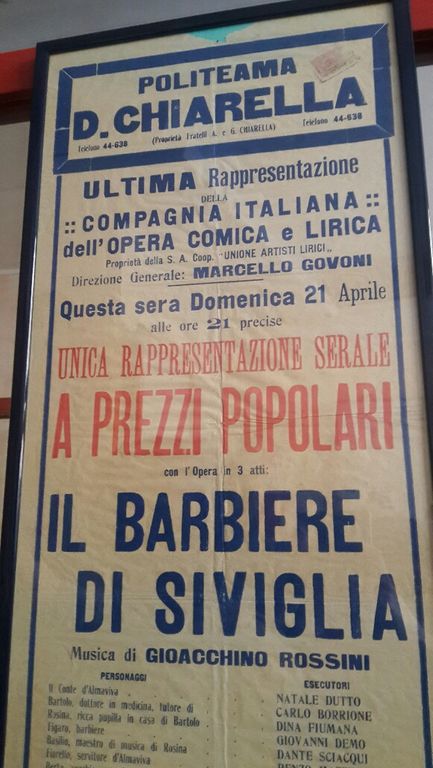 POLITEAMA
D. CHIARELLA
Telefono 44-638 (Proprietà Fratelli A. e G. CHIARELLA) Telefono 44-638
ULTIMA Rappresentazione
DELLA
:: COMPAGNIA ITALIANA ::
dell'OPERA COMICA e LIRICA
Proprietà della S. A. Coop. "UNIONE ARTISTI LIRICI„
Direzione Generale: MARCELLO GOVONI
Questa sera Domenica 21 Aprile
alle ore 21 precise
UNICA RAPPRESENTAZIONE SERALE
A PREZZI POPOLARI
con l'Opera in 3 atti:
IL BARBIERE
DI SIVIGLIA
Musica di GIOACCHINO ROSSINI
PERSONAGGI ESECUTORI
Il Conte d'Almaviva . . . NATALE DUTTO
Bartolo, dottore in medicina, tutore di . . CARLO BORRIONE
Rosina, ricca pupilla in casa di Bartolo . . DINA FIUMANA
Figaro, barbiere . . GIOVANNI DEMO
Basilio, maestro di musica di Rosina . . DANTE SCIACQUI
Fiorello, servitore d'Almaviva . . RENZO